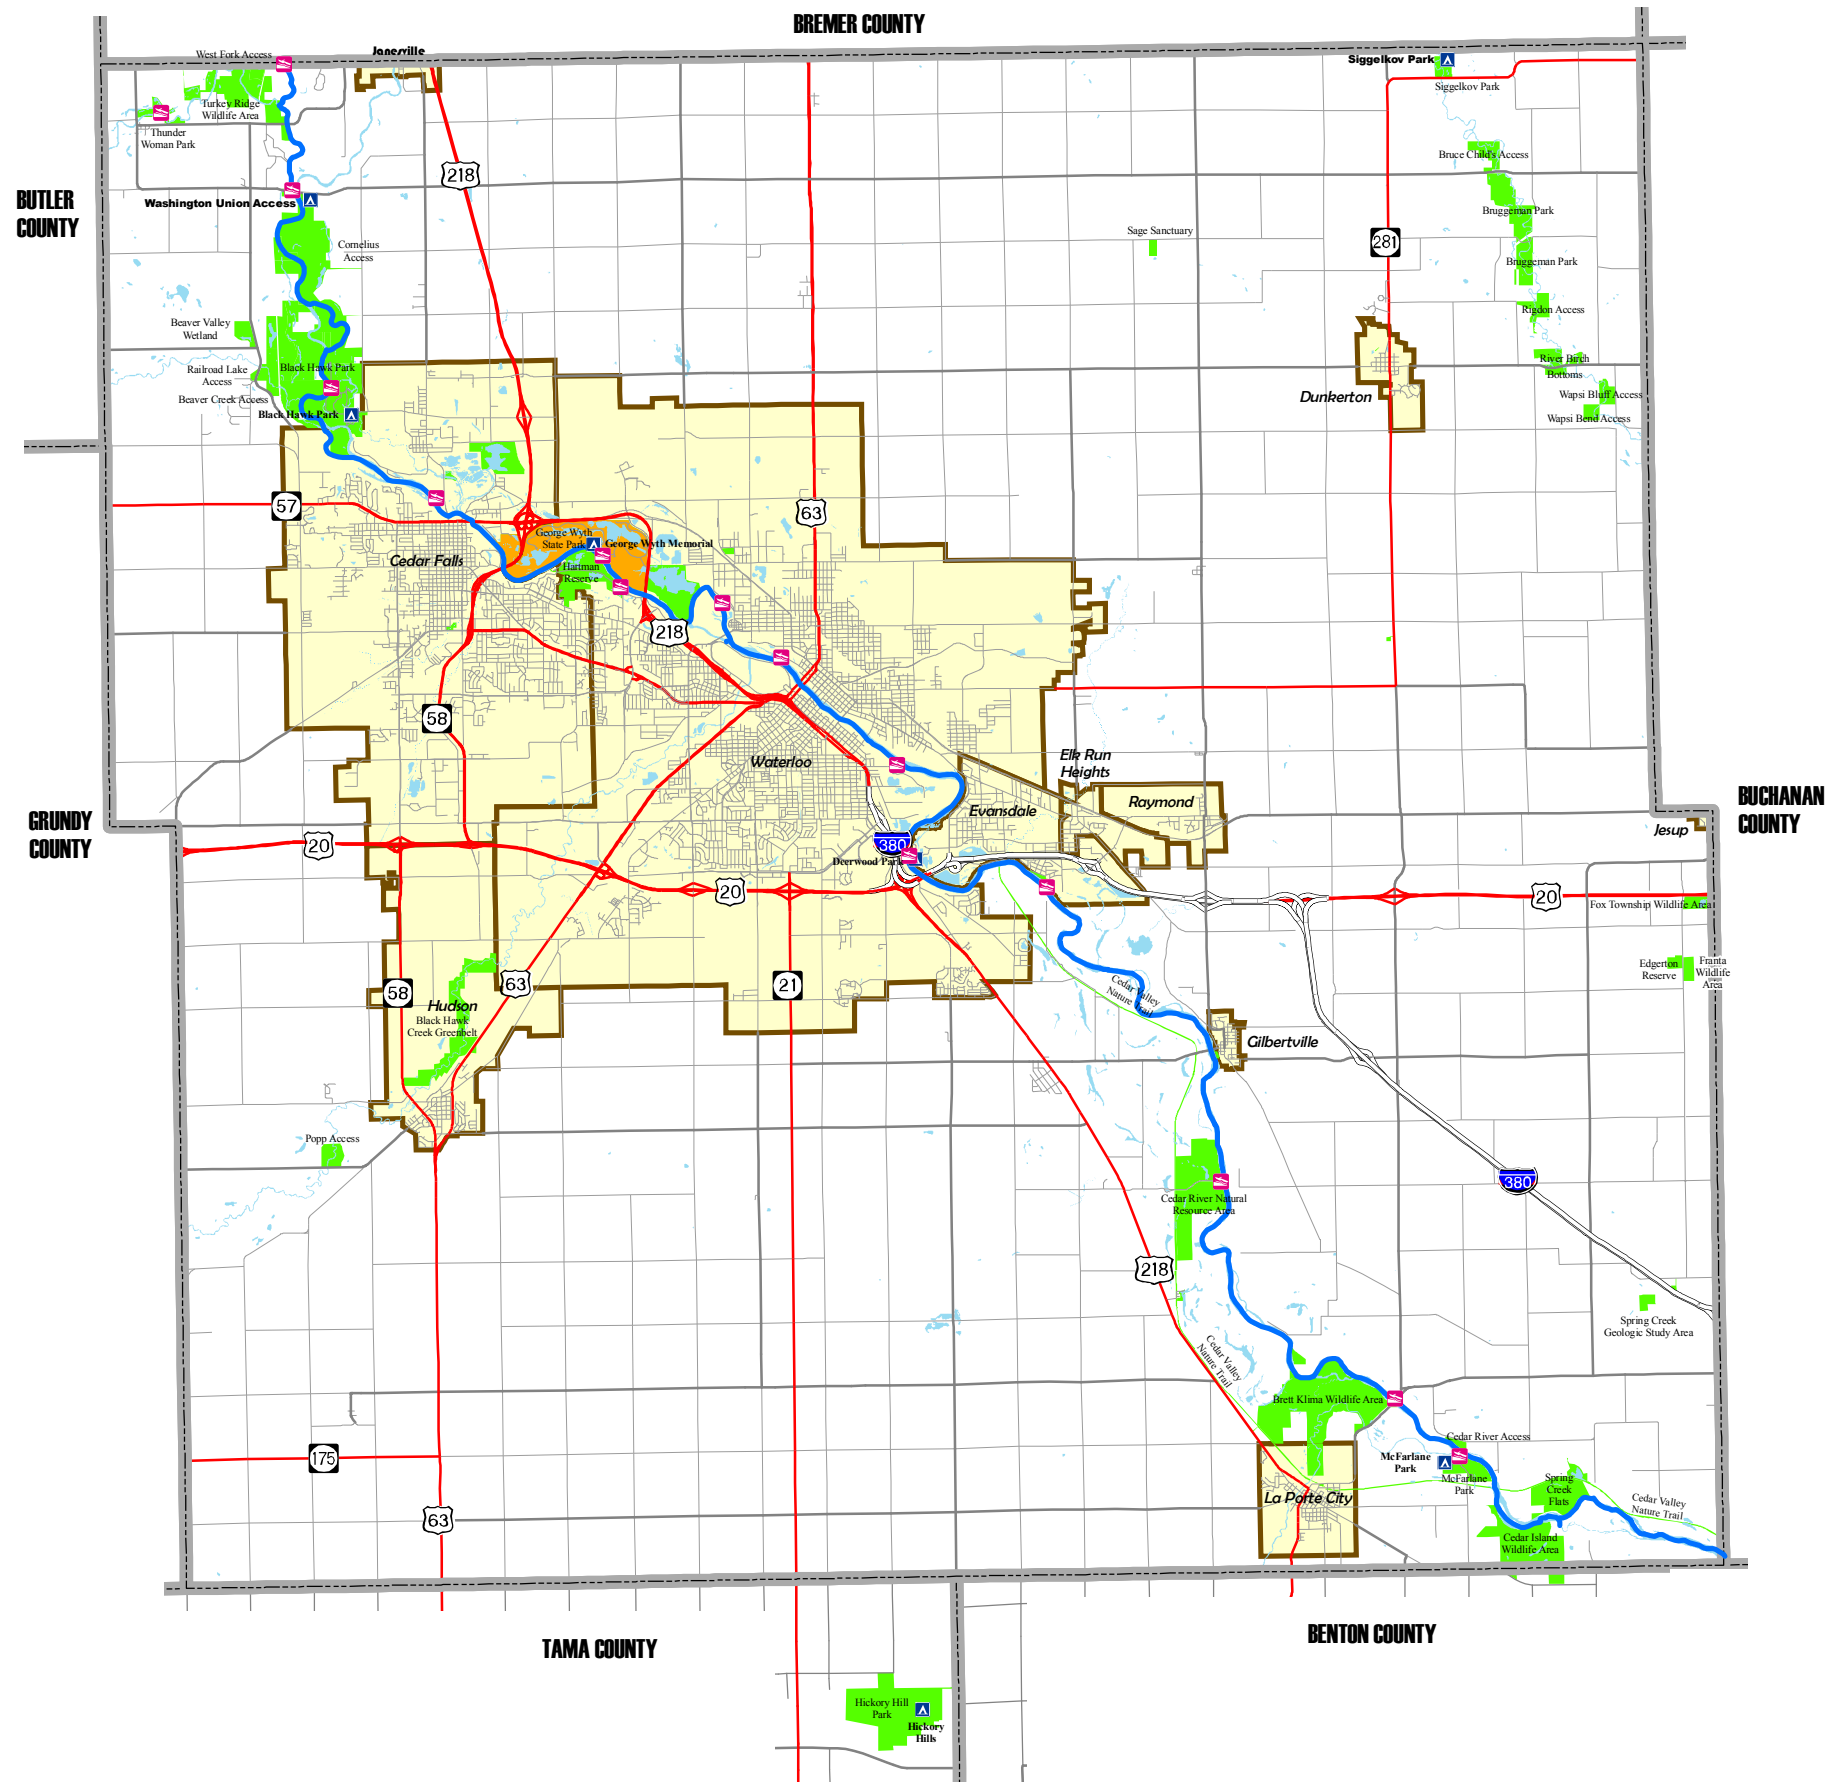 BREMER COUNTY
West Fork Access
Janesville
Siggelkov Park
Siggelkov Park
Turkey Ridge
Wildlife Area
Thunder
Woman Park
Bruce Child's Access
218
BUTLER
COUNTY
Washington Union Access
Bruggeman Park
Sage Sanctuary
281
Cornelius
Access
Bruggeman Park
Rigdon Access
Beaver Valley
Wetland
River Birch
Bottoms
Railroad Lake
Access
Black Hawk Park
Beaver Creek Access
Black Hawk Park
Dunkerton
Wapsi Bluff Access
Wapsi Bend Access
57
63
George Wyth
State Park
George Wyth Memorial
Cedar Falls
Hartman
Reserve
218
58
Waterloo
Elk Run
Heights
Evansdale
Raymond
BUCHANAN
COUNTY
GRUNDY
COUNTY
Jesup
20
380
Deerwood Park
20
20
Fox Township Wildlife Area
Edgerton
Reserve
Franta
Wildlife
Area
58
63
21
Hudson
Black Hawk
Creek Greenbelt
Cedar Valley
Nature Trail
Gilbertville
Popp Access
380
Cedar River Natural
Resource Area
218
Spring Creek
Geologic Study Area
Cedar Valley
Nature Trail
Brett Klima Wildlife Area
Cedar River Access
175
McFarlane
Park
McFarlane
Park
Spring
Creek
Flats
La Porte City
Cedar Valley
Nature Trail
63
Cedar Island
Wildlife Area
TAMA COUNTY
BENTON COUNTY
Hickory Hill
Park
Hickory
Hills